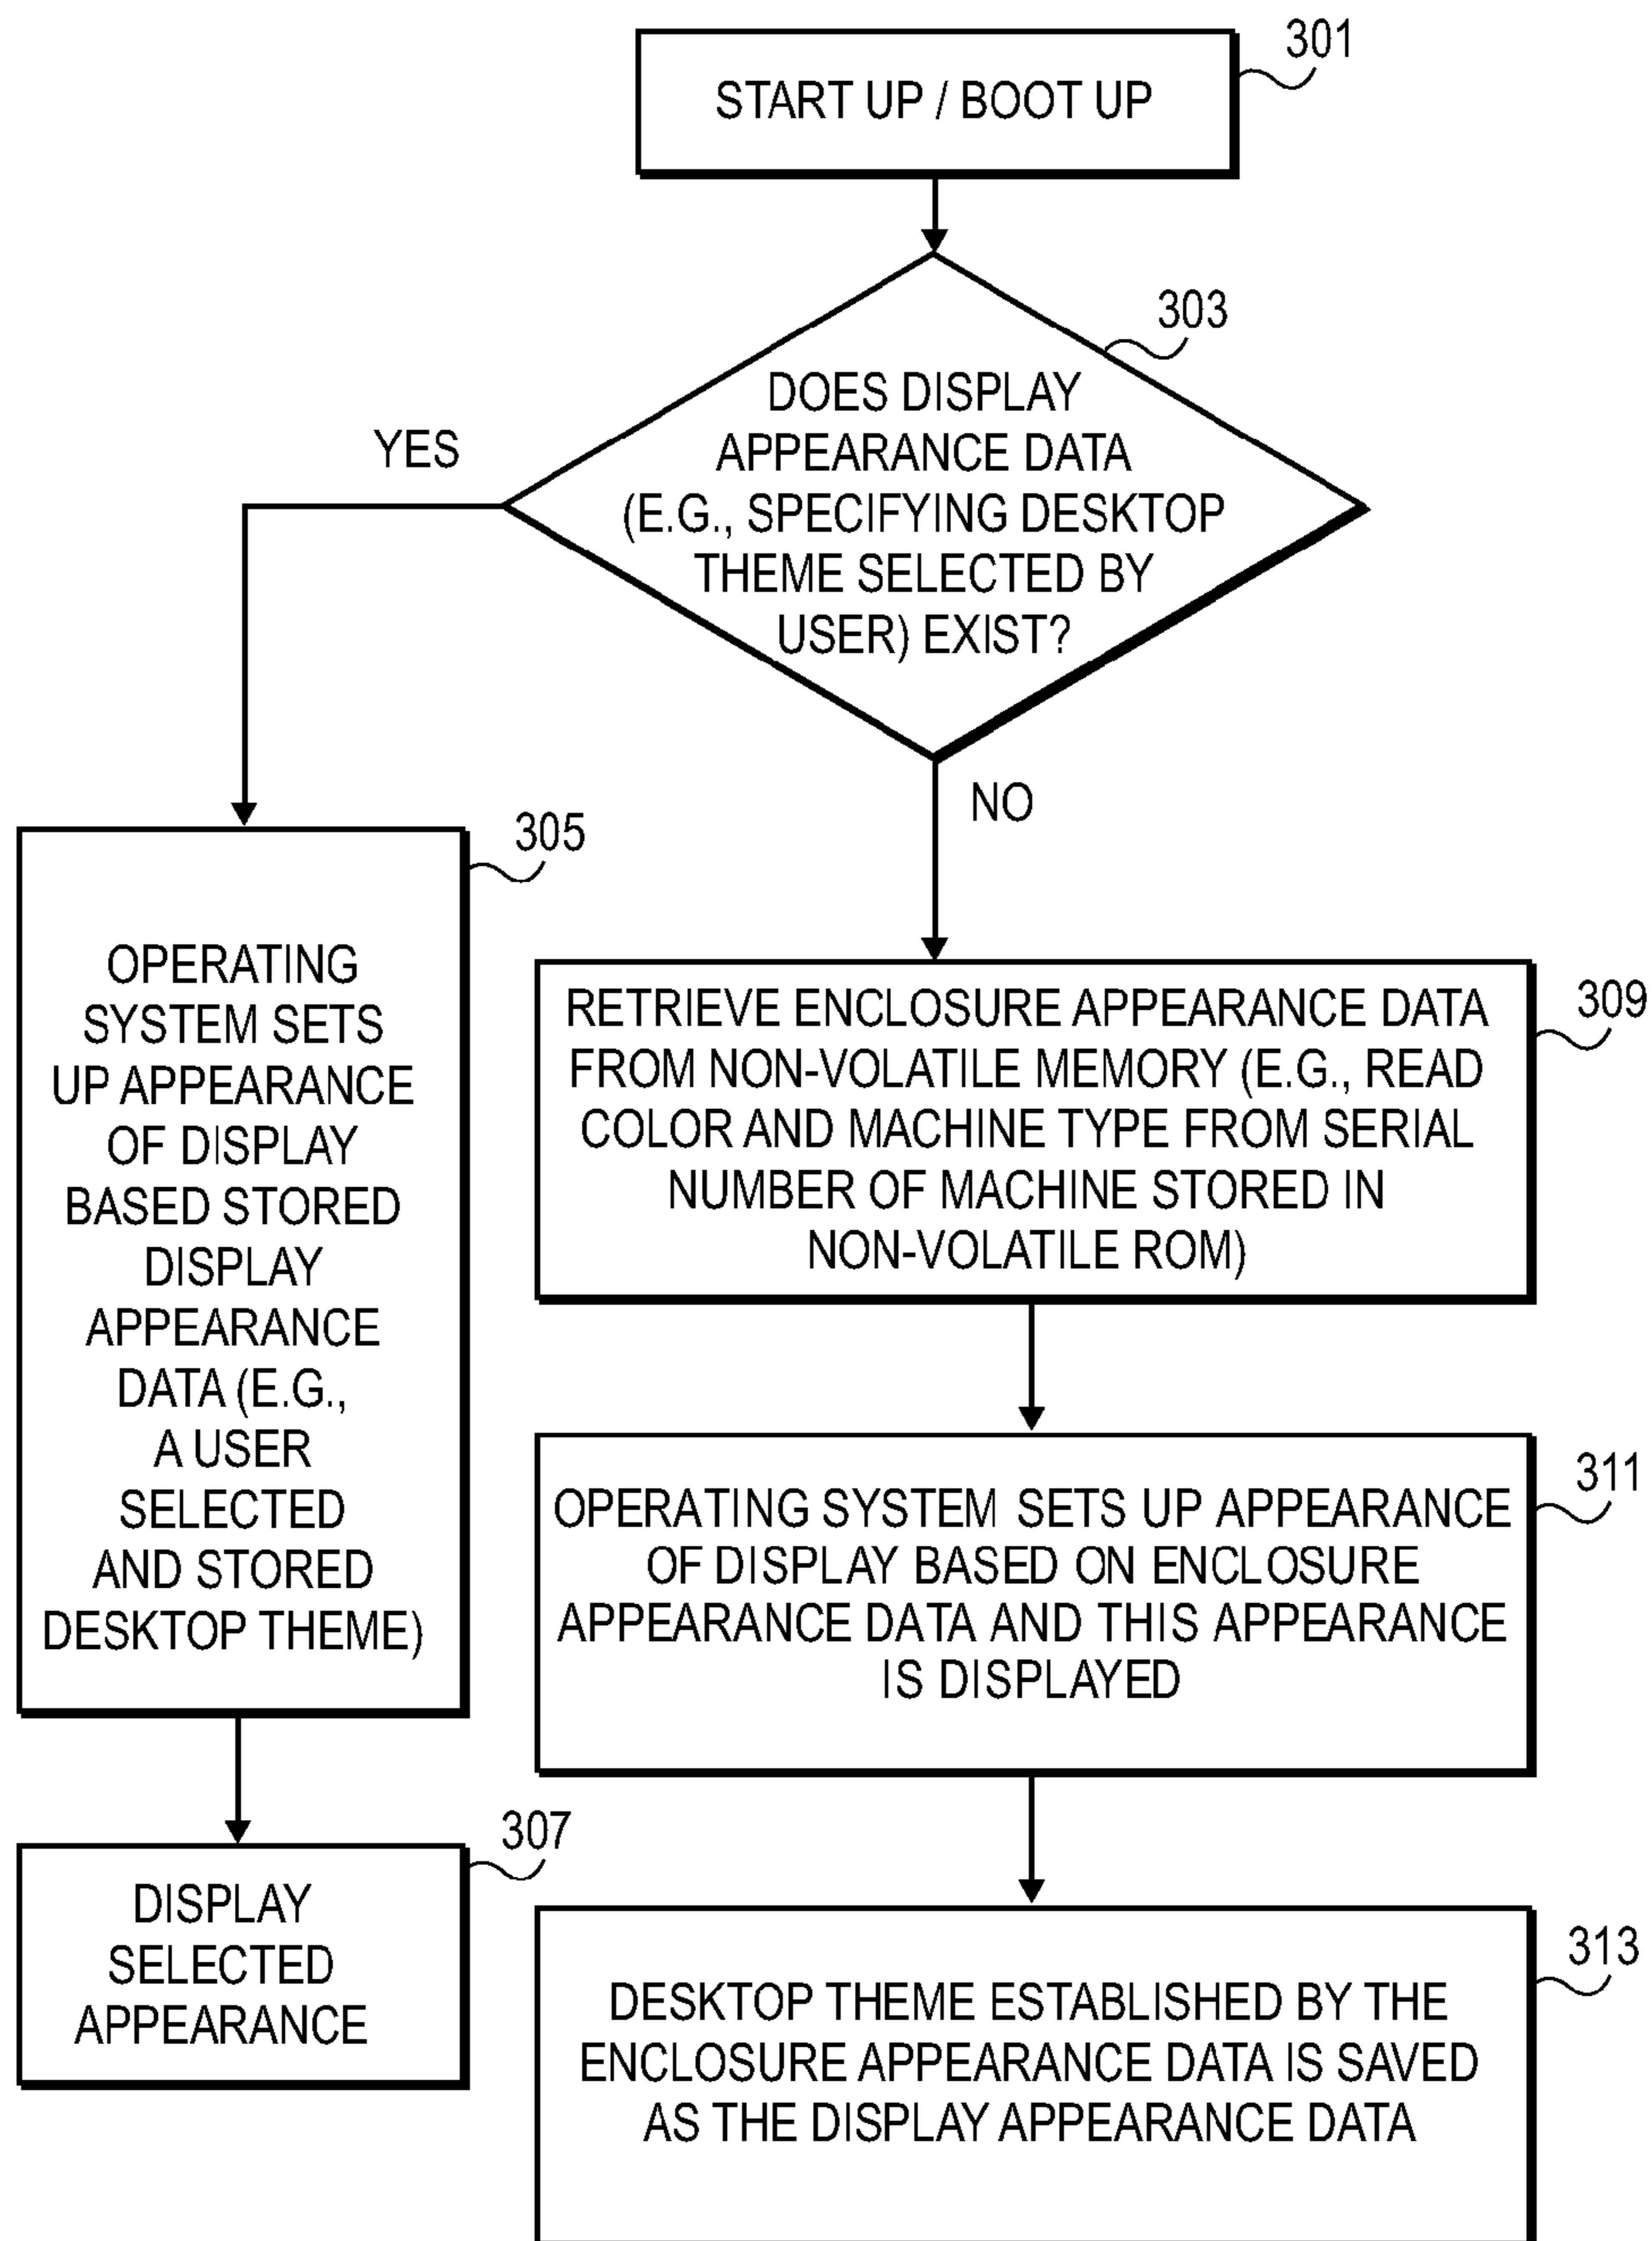 301
START UP / BOOT UP
303
DOES DISPLAY
APPEARANCE DATA
(E.G., SPECIFYING DESKTOP
THEME SELECTED BY
USER) EXIST?
YES
NO
305
OPERATING
SYSTEM SETS
UP APPEARANCE
OF DISPLAY
BASED STORED
DISPLAY
APPEARANCE
DATA (E.G.,
A USER
SELECTED
AND STORED
DESKTOP THEME)
307
DISPLAY
SELECTED
APPEARANCE
309
RETRIEVE ENCLOSURE APPEARANCE DATA
FROM NON-VOLATILE MEMORY (E.G., READ
COLOR AND MACHINE TYPE FROM SERIAL
NUMBER OF MACHINE STORED IN
NON-VOLATILE ROM)
311
OPERATING SYSTEM SETS UP APPEARANCE
OF DISPLAY BASED ON ENCLOSURE
APPEARANCE DATA AND THIS APPEARANCE
IS DISPLAYED
313
DESKTOP THEME ESTABLISHED BY THE
ENCLOSURE APPEARANCE DATA IS SAVED
AS THE DISPLAY APPEARANCE DATA